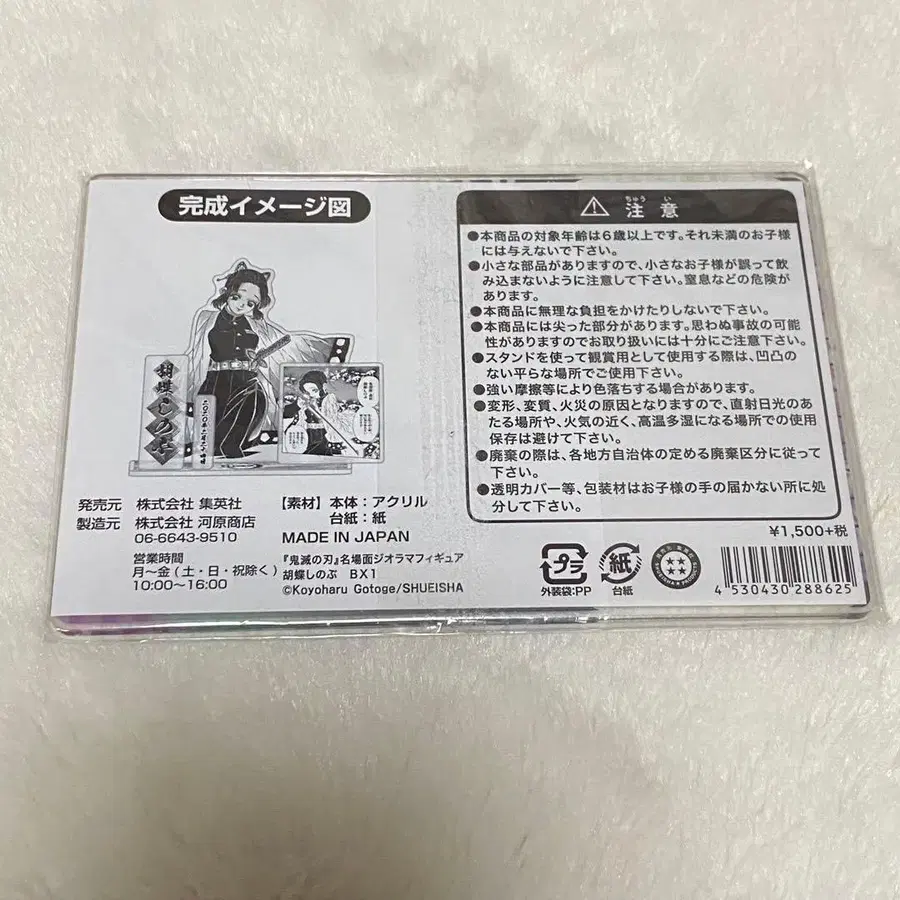 完成イメージ図
胡蝶しのぶ
発売元 株式会社 集英社
製造元 株式会社 河原商店
06-6643-9510
営業時間
月〜金(土・日・祝除く)
10:00〜16:00
【素材】本体:アクリル
台紙:紙
MADE IN JAPAN
『鬼滅の刃』名場面ジオラマフィギュア
胡蝶しのぶ BX1
©Koyoharu Gotoge/SHUEISHA
ちゅう い
⚠ 注意
●本商品の対象年齢は6歳以上です。それ未満のお子様
には与えないで下さい。
●小さな部品がありますので、小さなお子様が誤って飲
み込まないように注意して下さい。窒息などの危険が
あります。
●本商品に無理な負担をかけたりしないで下さい。
●本商品には尖った部分があります。思わぬ事故の可能
性がありますのでお取り扱いには十分にご注意下さい。
●スタンドを使って観賞用として使用する際は、凹凸の
ない平らな場所でご使用下さい。
●強い摩擦等により色落ちする場合があります。
●変形、変質、火災の原因となりますので、直射日光のあ
たる場所や、火気の近く、高温多湿になる場所での使用
保存は避けて下さい。
●廃棄の際は、各地方自治体の定める廃棄区分に従って
下さい。
●透明カバー等、包装材はお子様の手の届かない所に処
分して下さい。
¥1,500+税
プラ
外装袋:PP
紙
台紙
4 530430 288625